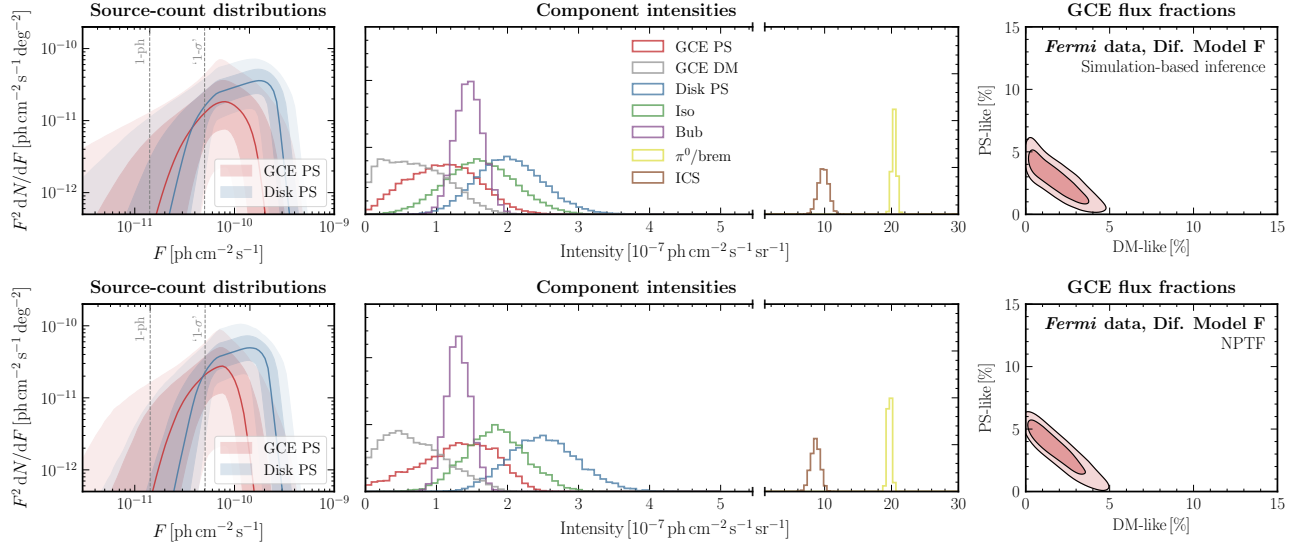 Source-count distributions
Component intensities
GCE flux fractions
F² dN/dF [ph cm⁻² s⁻¹ deg⁻²]
10⁻¹⁰
10⁻¹¹
10⁻¹²
1-ph
'1-σ'
GCE PS
Disk PS
10⁻¹¹
10⁻¹⁰
10⁻⁹
F [ph cm⁻² s⁻¹]
GCE PS
GCE DM
Disk PS
Iso
Bub
π⁰/brem
ICS
0 1 2 3 4 5
10 20 30
Intensity [10⁻⁷ ph cm⁻² s⁻¹ sr⁻¹]
Fermi data, Dif. Model F
Simulation-based inference
PS-like [%]
15
10
5
0
0 5 10 15
DM-like [%]
Source-count distributions
Component intensities
GCE flux fractions
F² dN/dF [ph cm⁻² s⁻¹ deg⁻²]
10⁻¹⁰
10⁻¹¹
10⁻¹²
1-ph
'1-σ'
GCE PS
Disk PS
10⁻¹¹
10⁻¹⁰
10⁻⁹
F [ph cm⁻² s⁻¹]
0 1 2 3 4 5
10 20 30
Intensity [10⁻⁷ ph cm⁻² s⁻¹ sr⁻¹]
Fermi data, Dif. Model F
NPTF
PS-like [%]
15
10
5
0
0 5 10 15
DM-like [%]